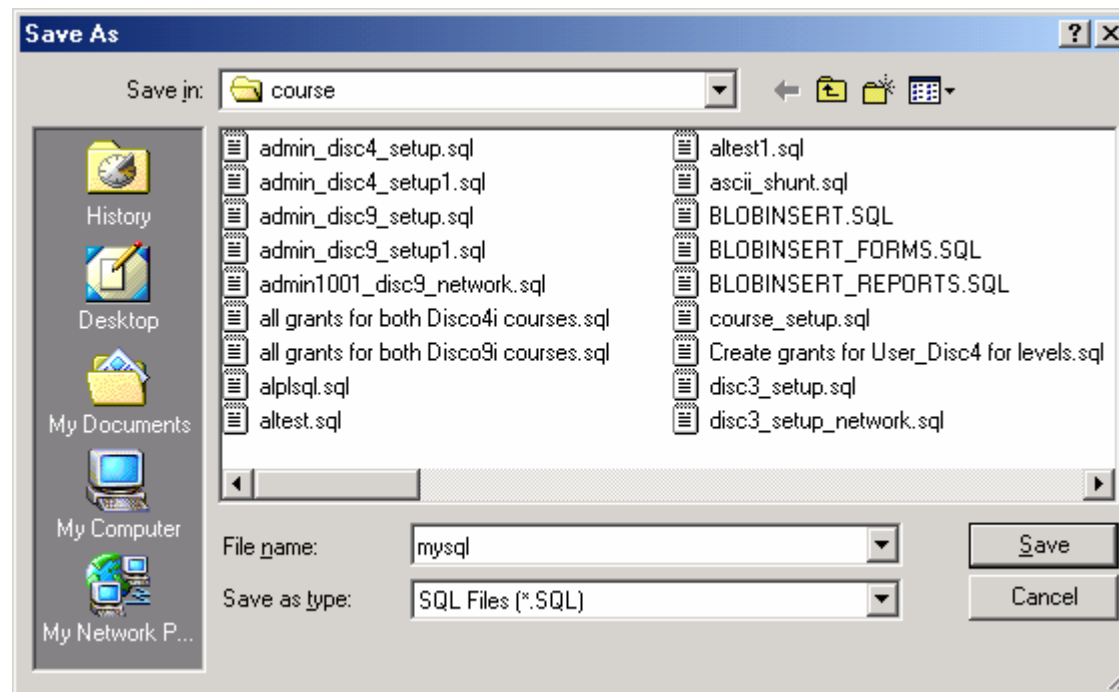 Save As
Save in:
course
History
Desktop
My Documents
My Computer
My Network P...
admin_disc4_setup.sql
admin_disc4_setup1.sql
admin_disc9_setup.sql
admin_disc9_setup1.sql
admin1001_disc9_network.sql
all grants for both Disco4i courses.sql
all grants for both Disco9i courses.sql
alplsql.sql
altest.sql
altest1.sql
ascii_shunt.sql
BLOBINSERT.SQL
BLOBINSERT_FORMS.SQL
BLOBINSERT_REPORTS.SQL
course_setup.sql
Create grants for User_Disc4 for levels.sql
disc3_setup.sql
disc3_setup_network.sql
File name:
mysql
Save
Save as type:
SQL Files (*.SQL)
Cancel